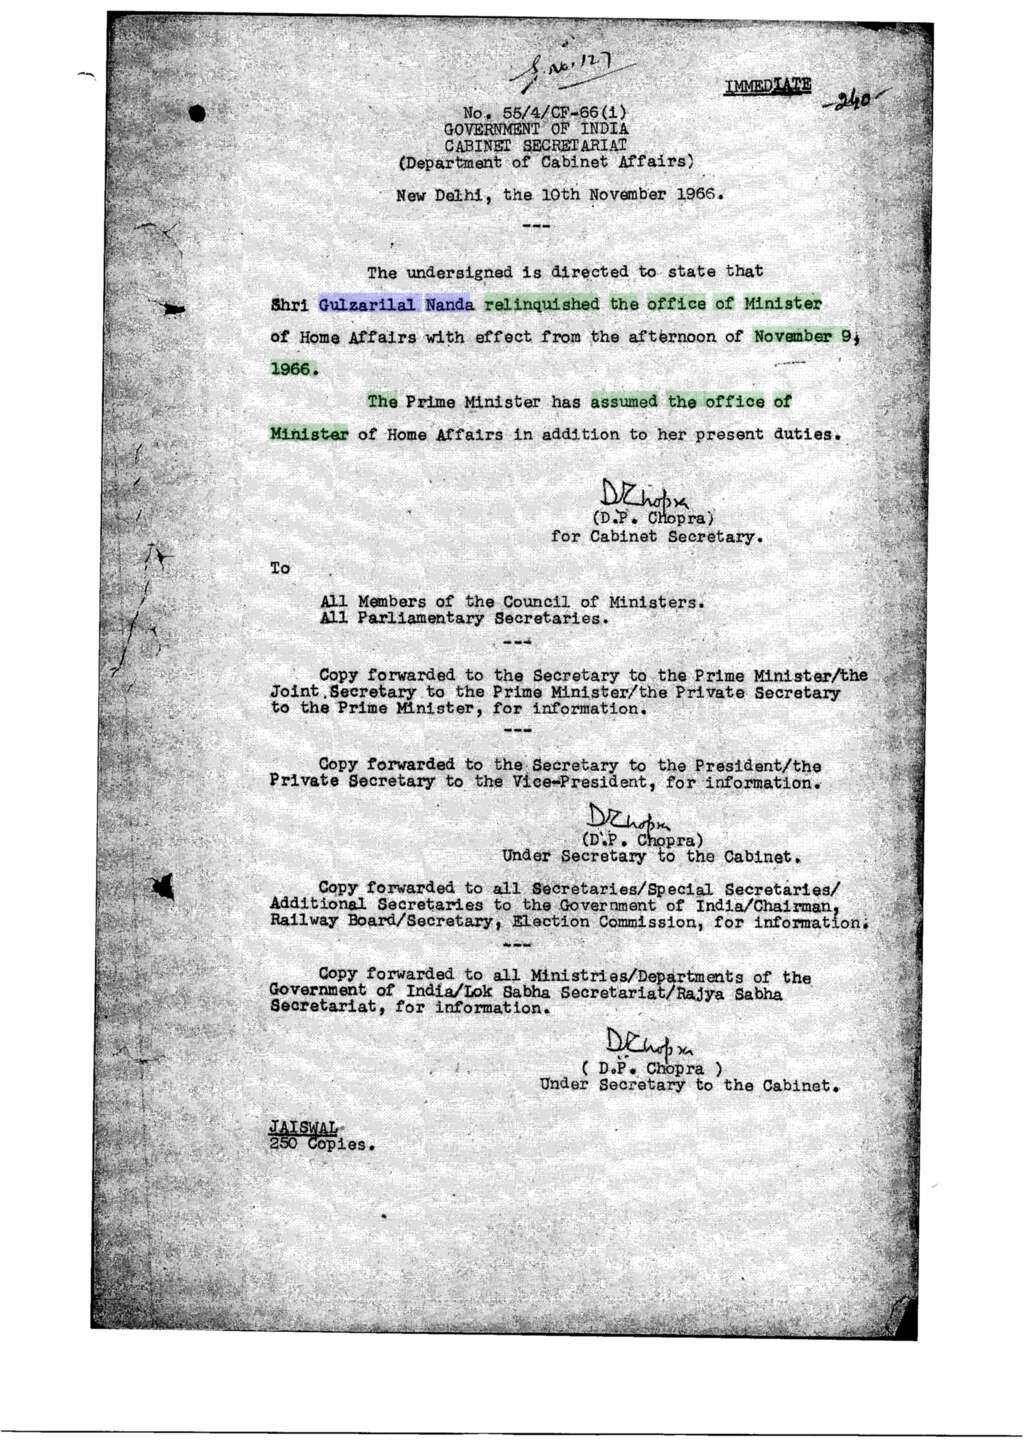 S.No. 127
IMMEDIATE
-240-
No. 55/4/CF-66(i)
GOVERNMENT OF INDIA
CABINET SECRETARIAT
(Department of Cabinet Affairs)
New Delhi, the 10th November 1966.
---
The undersigned is directed to state that
Shri Gulzarilal Nanda relinquished the office of Minister
of Home Affairs with effect from the afternoon of November 9,
1966.
The Prime Minister has assumed the office of
Minister of Home Affairs in addition to her present duties.
DPChopra
(D.P. Chopra)
for Cabinet Secretary.
To
All Members of the Council of Ministers.
All Parliamentary Secretaries.
---
Copy forwarded to the Secretary to the Prime Minister/the
Joint Secretary to the Prime Minister/the Private Secretary
to the Prime Minister, for information.
---
Copy forwarded to the Secretary to the President/the
Private Secretary to the Vice-President, for information.
DPChopra
(D.P. Chopra)
Under Secretary to the Cabinet.
Copy forwarded to all Secretaries/Special Secretaries/
Additional Secretaries to the Government of India/Chairman,
Railway Board/Secretary, Election Commission, for information.
---
Copy forwarded to all Ministries/Departments of the
Government of India/Lok Sabha Secretariat/Rajya Sabha
Secretariat, for information.
DPChopra
( D.P. Chopra )
Under Secretary to the Cabinet.
JAISWAL
250 Copies.